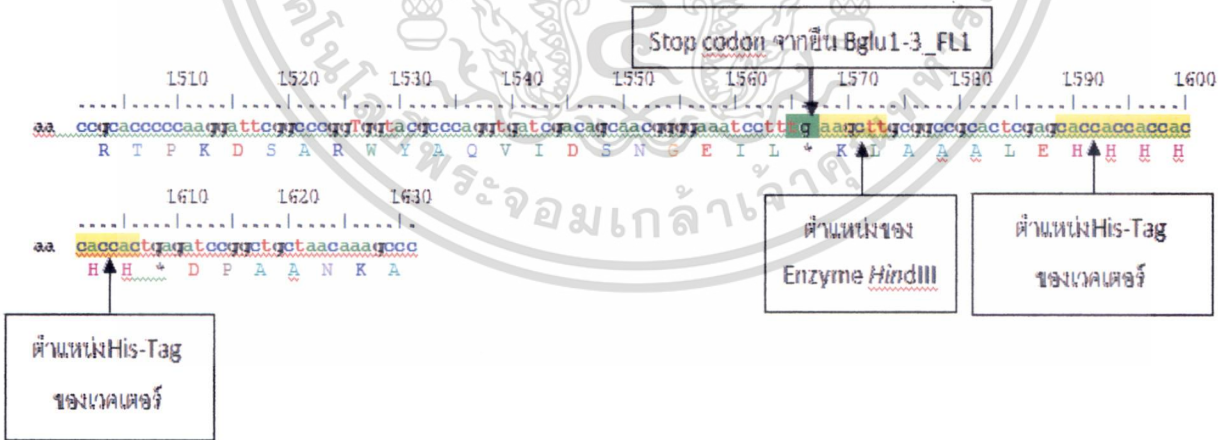 Stop codon จากยีน Bglu1-3_FL1
1510 1520 1530 1540 1550 1560 1570 1580 1590 1600
aa ccgcacccccaaggattcggcccggTggtacgcccaggtgatcgacagcaacggggaaatcctttgaagcttgcggccgcactcgagcaccaccaccac
R T P K D S A R W Y A Q V I D S N G E I L * K L A A A L E H H H H
1610 1620 1630
aa caccactgagatccggctgctaacaaagccc
H H * D P A A N K A
ตำแหน่งของ
Enzyme HindIII
ตำแหน่งHis-Tag
ของเวคเตอร์
ตำแหน่งHis-Tag
ของเวคเตอร์